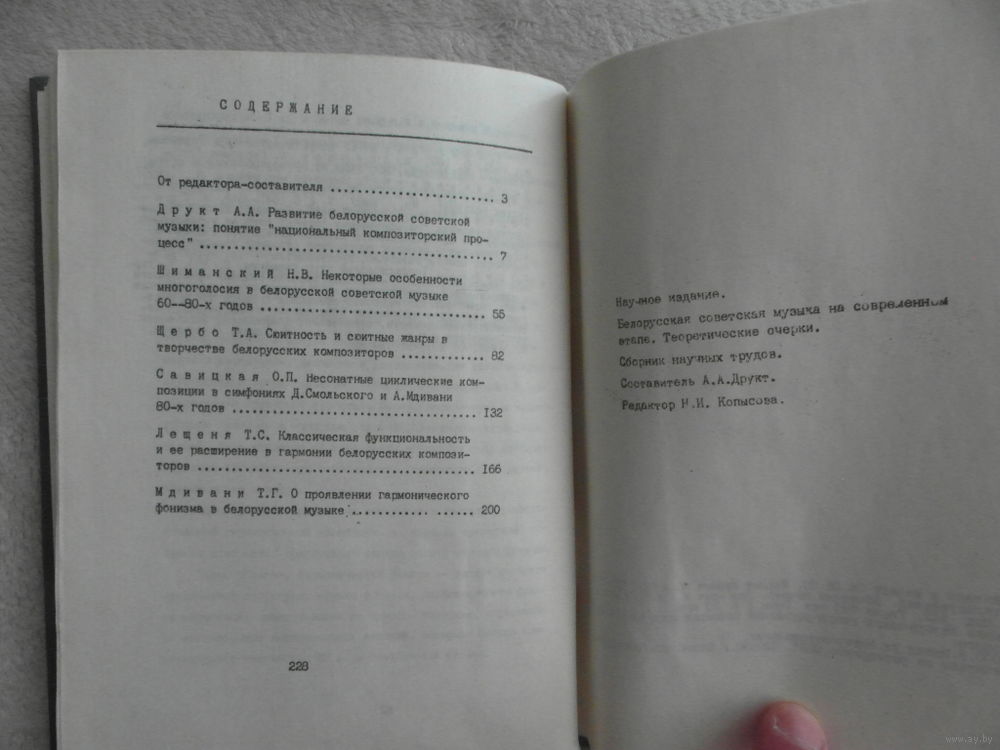 СОДЕРЖАНИЕ
От редактора-составителя ........................ 3
Друкт А.А. Развитие белорусской советской
музыки: понятие "национальный композиторский про-
цесс" ........................................... 7
Шиманский Н.В. Некоторые особенности
многоголосия в белорусской советской музыке
60--80-х годов .................................. 55
Щербо Т.А. Сюитность и сюитные жанры в
творчестве белорусских композиторов ............ 82
Савицкая О.П. Несонатные циклические ком-
позиции в симфониях Д.Смольского и А.Мдивани
80-х годов .................................... 132
Лещеня Т.С. Классическая функциональность
и ее расширение в гармонии белорусских компози-
торов ......................................... 166
Мдивани Т.Г. О проявлении гармонического
фонизма в белорусской музыке ............ ...... 200
228
Научное издание.
Белорусская советская музыка на современном
этапе. Теоретические очерки.
Сборник научных трудов.
Составитель А.А.Друкт.
Редактор Н.И. Копысова.
www.ay.by